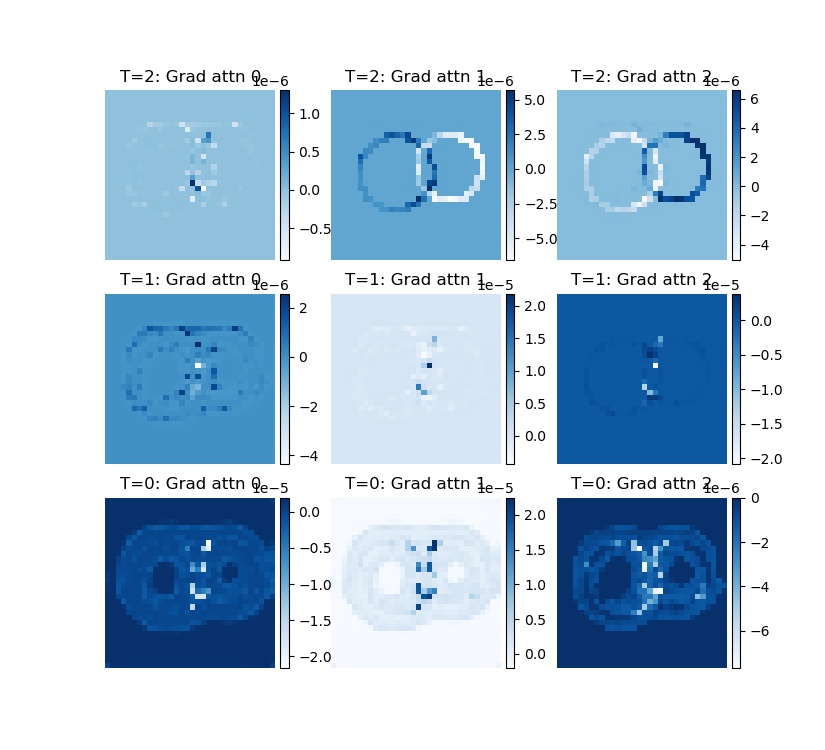 T=2: Grad attn 0
1e−6
T=2: Grad attn 1
1e−6
T=2: Grad attn 2
1e−6
1.0
0.5
0.0
−0.5
5.0
2.5
0.0
−2.5
−5.0
6
4
2
0
−2
−4
T=1: Grad attn 0
1e−6
T=1: Grad attn 1
1e−5
T=1: Grad attn 2
1e−5
2
0
−2
−4
2.0
1.5
1.0
0.5
0.0
0.0
−0.5
−1.0
−1.5
−2.0
T=0: Grad attn 0
1e−5
T=0: Grad attn 1
1e−5
T=0: Grad attn 2
1e−6
0.0
−0.5
−1.0
−1.5
−2.0
2.0
1.5
1.0
0.5
0.0
0
−2
−4
−6